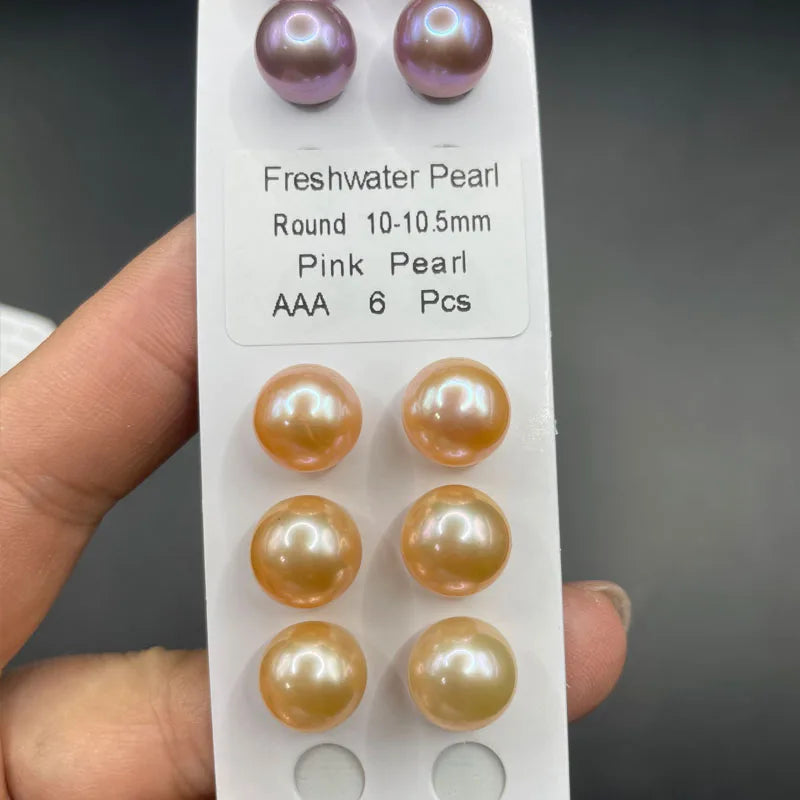 Freshwater Pearl
Round 10-10.5mm
Pink Pearl
AAA 6 Pcs